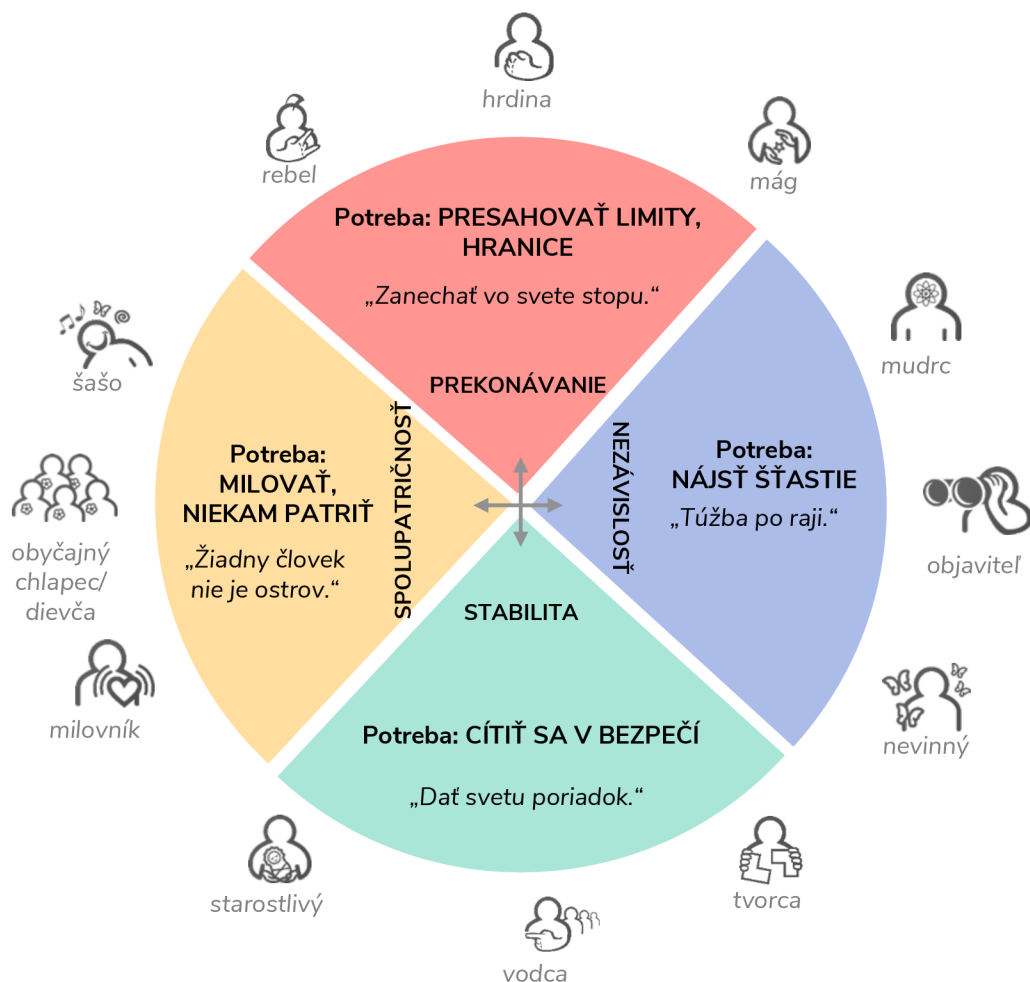 hrdina
rebel
mág
Potreba: PRESAHOVAŤ LIMITY,
HRANICE
„Zanechať vo svete stopu.“
PREKONÁVANIE
šašo
mudrc
SPOLUPATRIČNOSŤ
NEZÁVISLOSŤ
Potreba:
MILOVAŤ,
NIEKAM PATRIŤ
„Žiadny človek
nie je ostrov.“
Potreba:
NÁJSŤ ŠŤASTIE
„Túžba po raji.“
obyčajný
chlapec/
dievča
objaviteľ
STABILITA
milovník
nevinný
Potreba: CÍTIŤ SA V BEZPEČÍ
„Dať svetu poriadok.“
starostlivý
tvorca
vodca